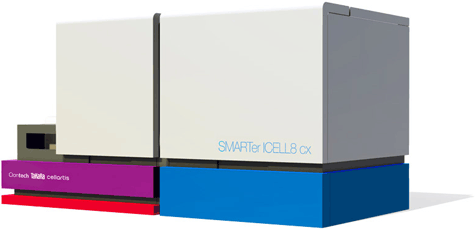 SMARTer ICELL8 cx
Clontech TaKaRa cellartis